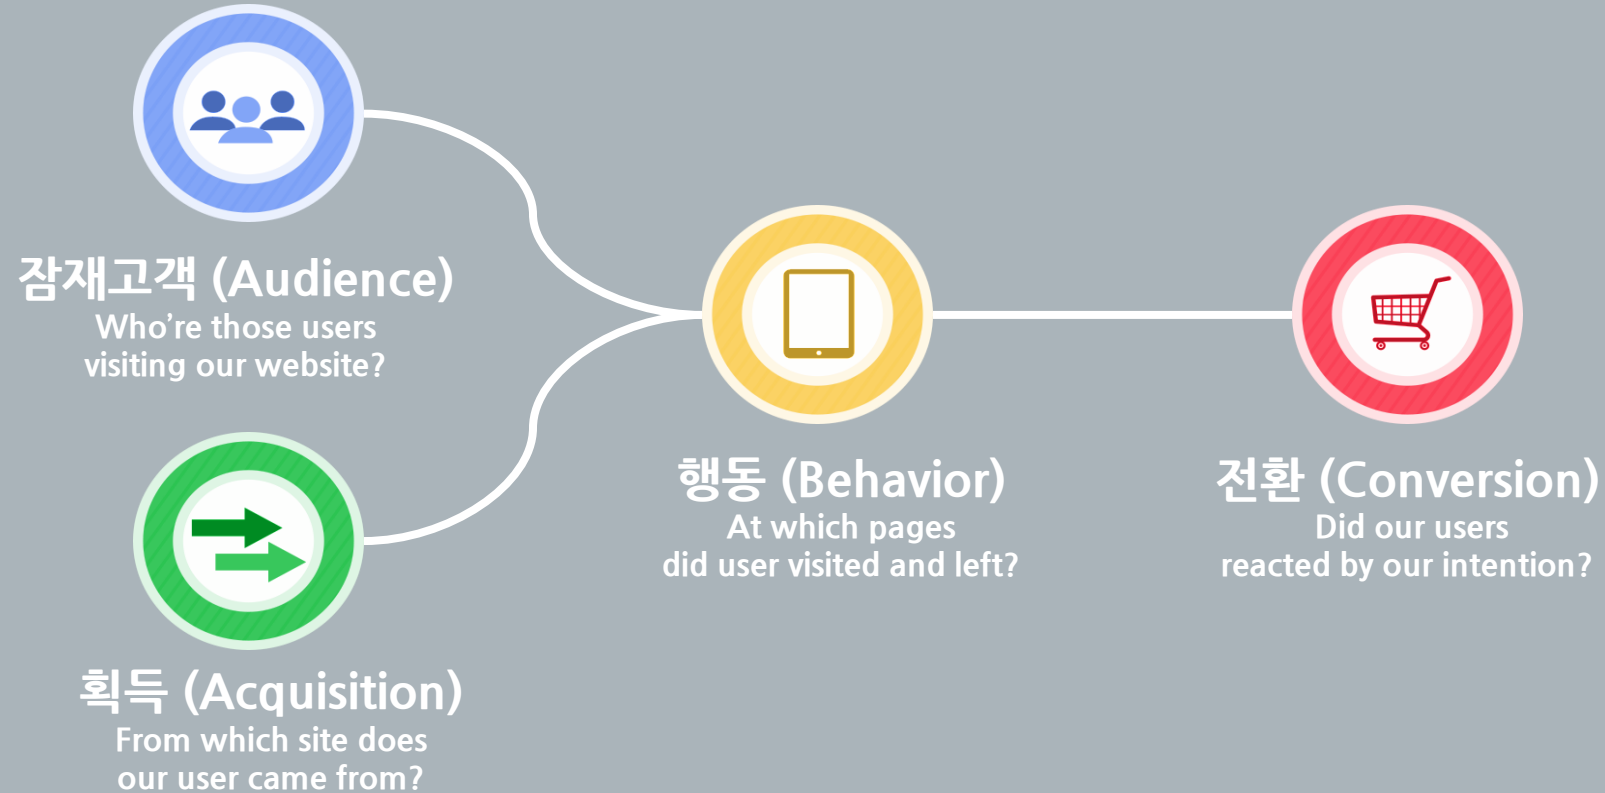 잠재고객 (Audience)
Who’re those users
visiting our website?
획득 (Acquisition)
From which site does
our user came from?
행동 (Behavior)
At which pages
did user visited and left?
전환 (Conversion)
Did our users
reacted by our intention?